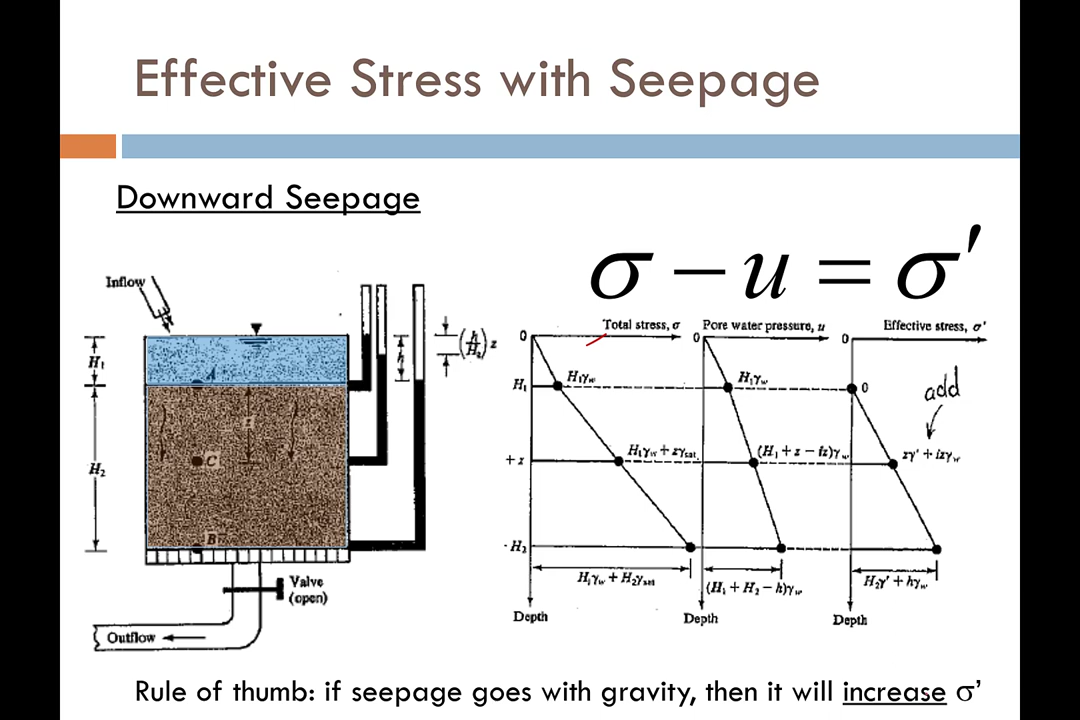 Effective Stress with Seepage
Downward Seepage
σ − u = σ'
Inflow
H₁
A
h
(h/H₂) z
z
C
H₂
B
Valve
(open)
Outflow
0
Total stress, σ
H₁
H₁γw
+ z
H₁γw + zγsat
- H₂
H₁γw + H₂γsat
Depth
0
Pore water pressure, u
H₁γw
(H₁ + z − iz)γw
(H₁ + H₂ − h)γw
Depth
0
Effective stress, σ'
0
add
zγ' + izγw
H₂γ' + hγw
Depth
Rule of thumb: if seepage goes with gravity, then it will increase σ’